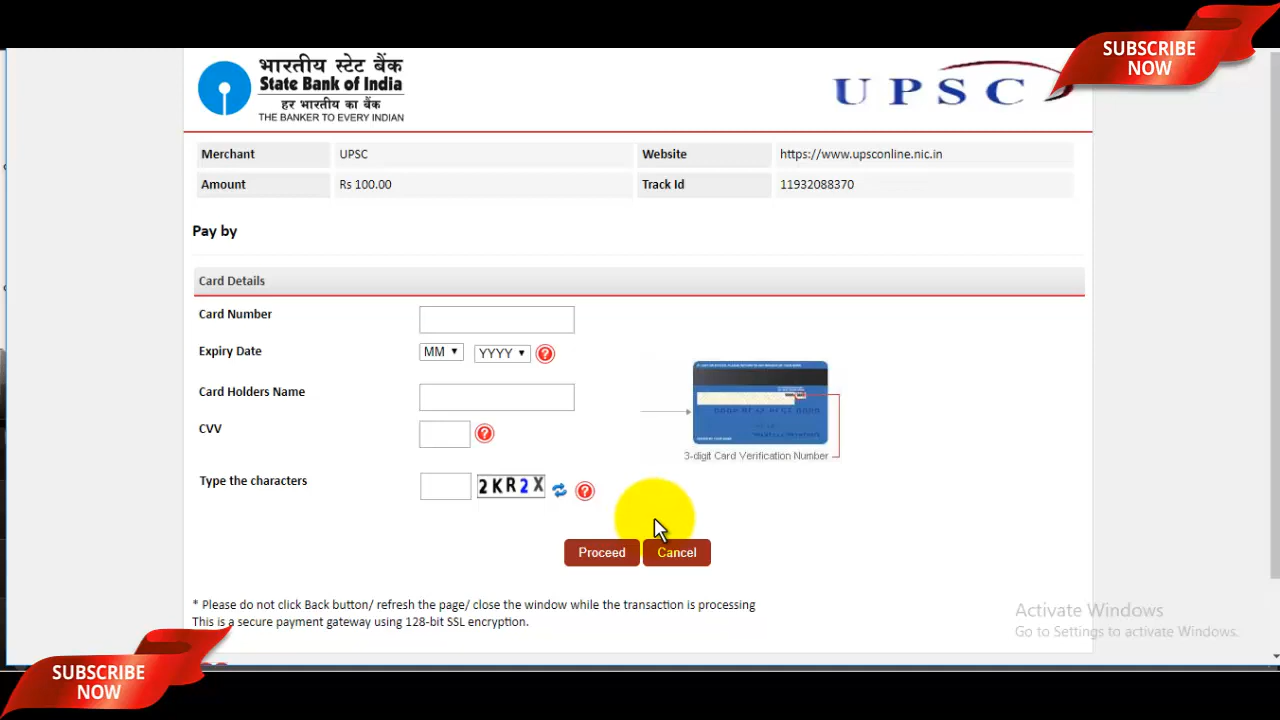 SUBSCRIBE
NOW
भारतीय स्टेट बैंक
State Bank of India
हर भारतीय का बैंक
THE BANKER TO EVERY INDIAN
UPSC
Merchant UPSC Website https://www.upsconline.nic.in
Amount Rs 100.00 Track Id 11932088370
Pay by
Card Details
Card Number
Expiry Date MM YYYY ?
Card Holders Name
CVV ?
3-digit Card Verification Number
Type the characters 2KR2X ?
Proceed Cancel
* Please do not click Back button/ refresh the page/ close the window while the transaction is processing
This is a secure payment gateway using 128-bit SSL encryption.
Activate Windows
Go to Settings to activate Windows.
SUBSCRIBE
NOW